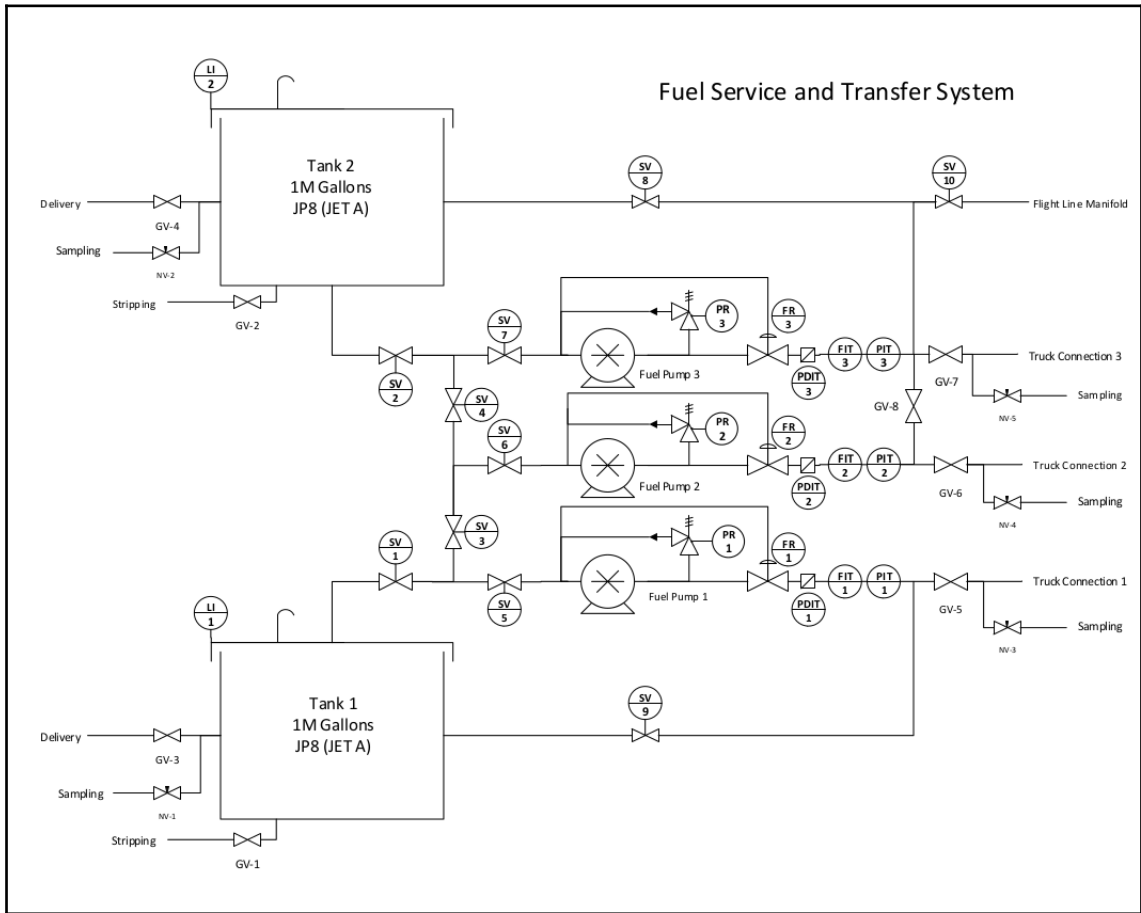 LI
2
Fuel Service and Transfer System
Tank 2
1M Gallons
JP8 (JET A)
SV
8
SV
10
Delivery
GV-4
Flight Line Manifold
Sampling
NV-2
Stripping
GV-2
SV
7
PR
3
FR
3
Fuel Pump 3
PDIT
3
FIT
3
PIT
3
GV-7
Truck Connection 3
Sampling
NV-5
SV
2
SV
4
GV-8
SV
6
PR
2
FR
2
Fuel Pump 2
PDIT
2
FIT
2
PIT
2
GV-6
Truck Connection 2
Sampling
NV-4
SV
3
SV
1
SV
5
PR
1
FR
1
Fuel Pump 1
PDIT
1
FIT
1
PIT
1
GV-5
Truck Connection 1
Sampling
NV-3
LI
1
Tank 1
1M Gallons
JP8 (JET A)
SV
9
Delivery
GV-3
Sampling
NV-1
Stripping
GV-1